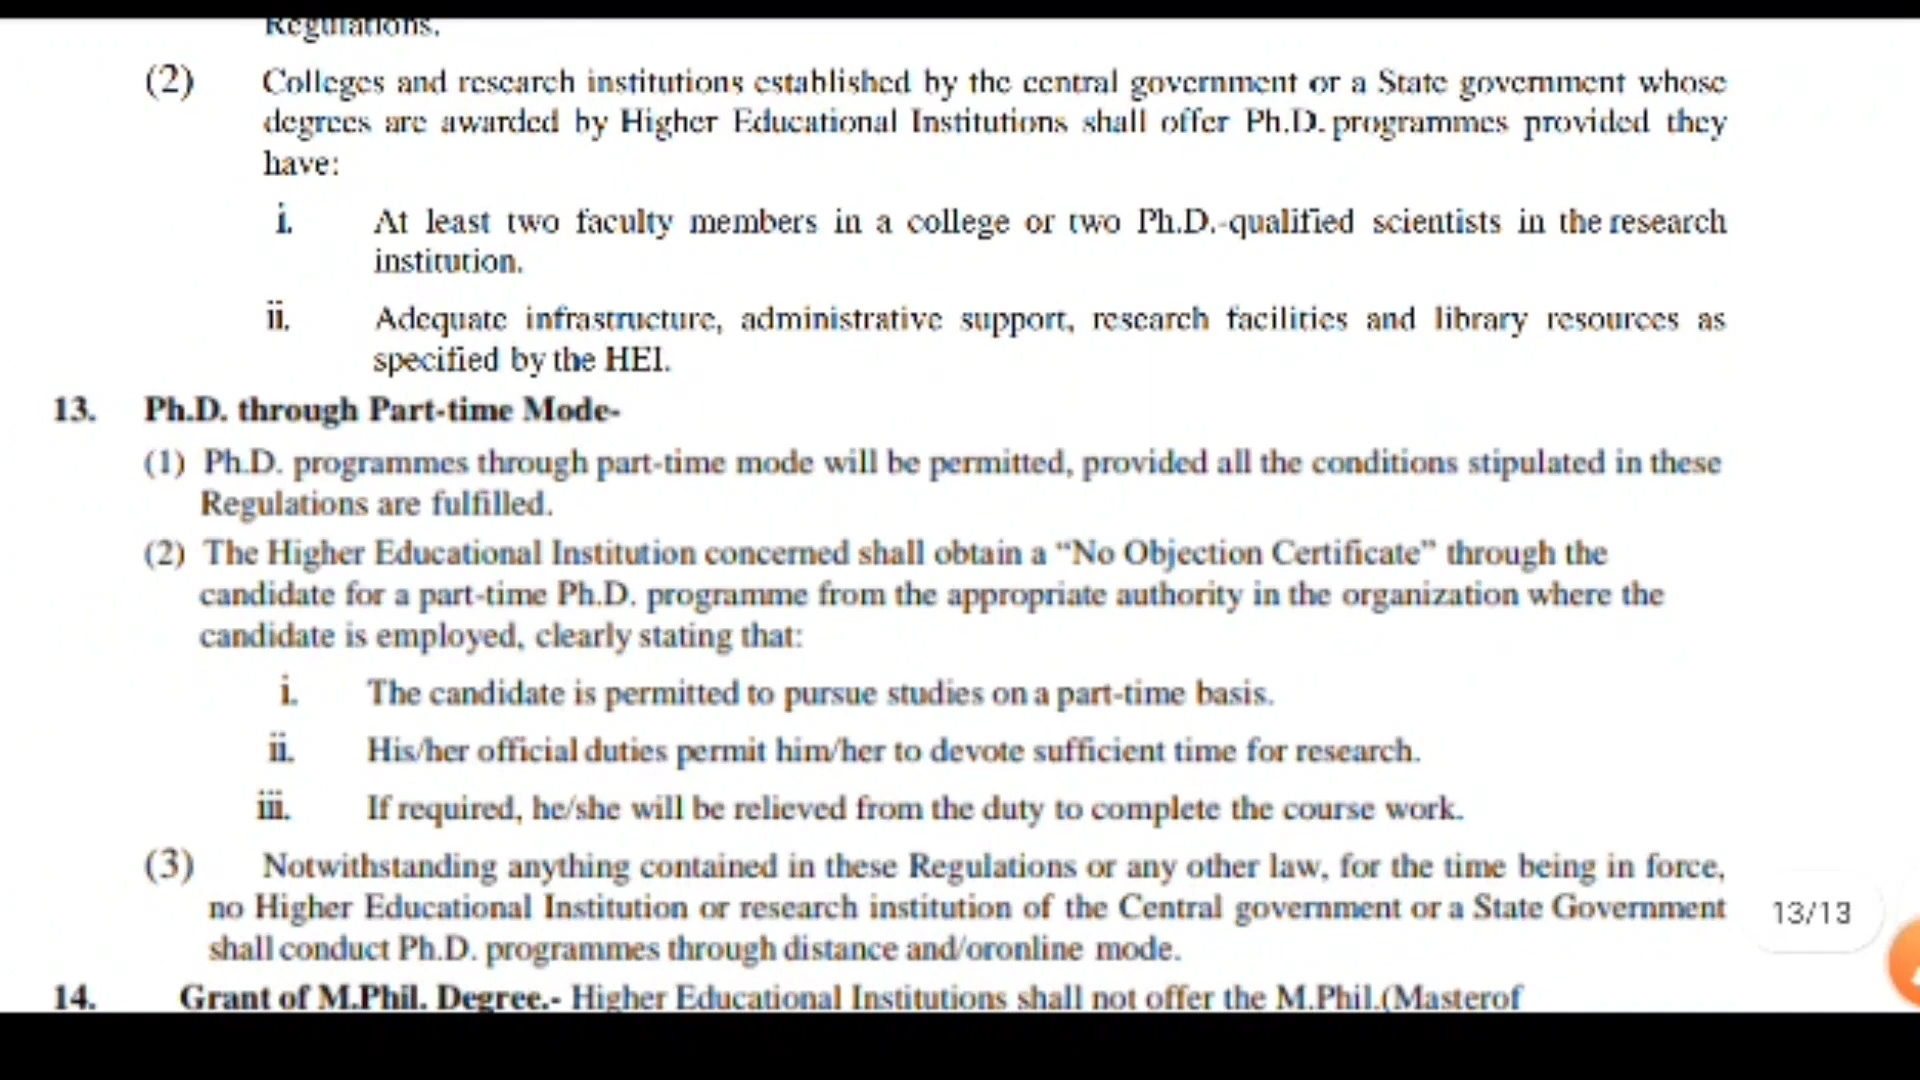 Regulations.
(2) Colleges and research institutions established by the central government or a State government whose
degrees are awarded by Higher Educational Institutions shall offer Ph.D. programmes provided they
have:
i. At least two faculty members in a college or two Ph.D.-qualified scientists in the research
institution.
ii. Adequate infrastructure, administrative support, research facilities and library resources as
specified by the HEI.
13. Ph.D. through Part-time Mode-
(1) Ph.D. programmes through part-time mode will be permitted, provided all the conditions stipulated in these
Regulations are fulfilled.
(2) The Higher Educational Institution concerned shall obtain a “No Objection Certificate” through the
candidate for a part-time Ph.D. programme from the appropriate authority in the organization where the
candidate is employed, clearly stating that:
i. The candidate is permitted to pursue studies on a part-time basis.
ii. His/her official duties permit him/her to devote sufficient time for research.
iii. If required, he/she will be relieved from the duty to complete the course work.
(3) Notwithstanding anything contained in these Regulations or any other law, for the time being in force,
no Higher Educational Institution or research institution of the Central government or a State Government
shall conduct Ph.D. programmes through distance and/oronline mode.
13/13
14. Grant of M.Phil. Degree.- Higher Educational Institutions shall not offer the M.Phil.(Masterof